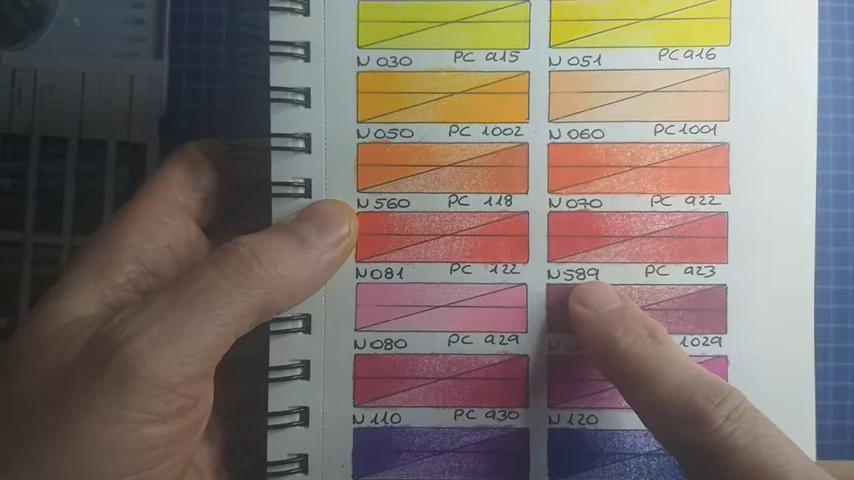 N 030 PC 915 N 051 PC 916
N 050 PC 1002 N 060 PC 1001
N 560 PC 118 N 070 PC 922
N 081 PC 122 N 589 PC 923
N 080 PC 929 1029
N 110 PC 930 N 120